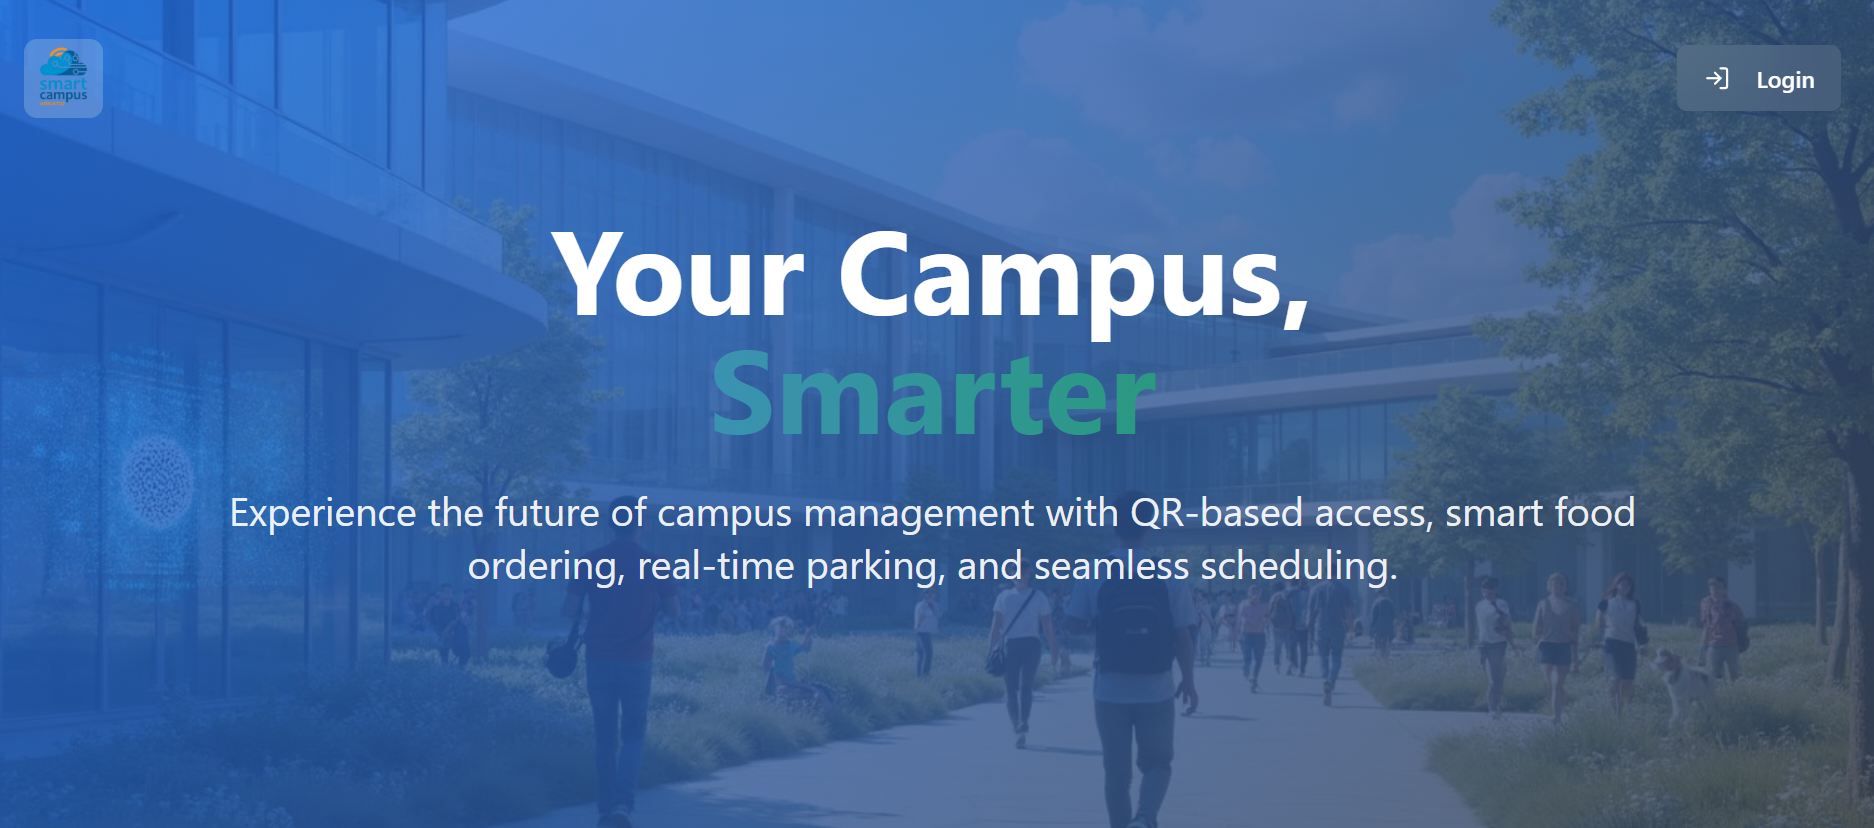 smart
campus
Login
Your Campus,
Smarter
Experience the future of campus management with QR-based access, smart food
ordering, real-time parking, and seamless scheduling.